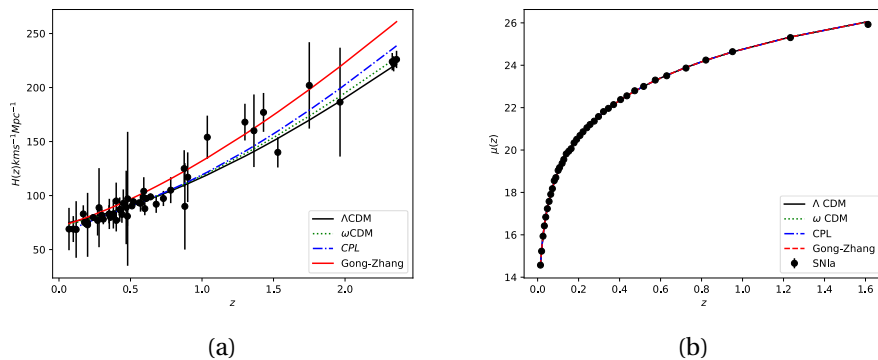 H(z)kms⁻¹Mpc⁻¹
250
200
150
100
50
0.0 0.5 1.0 1.5 2.0
z
Λ CDM
ωCDM
CPL
Gong-Zhang
(a)
μ(z)
26
24
22
20
18
16
14
0.0 0.2 0.4 0.6 0.8 1.0 1.2 1.4 1.6
z
Λ CDM
ω CDM
CPL
Gong-Zhang
SNIa
(b)